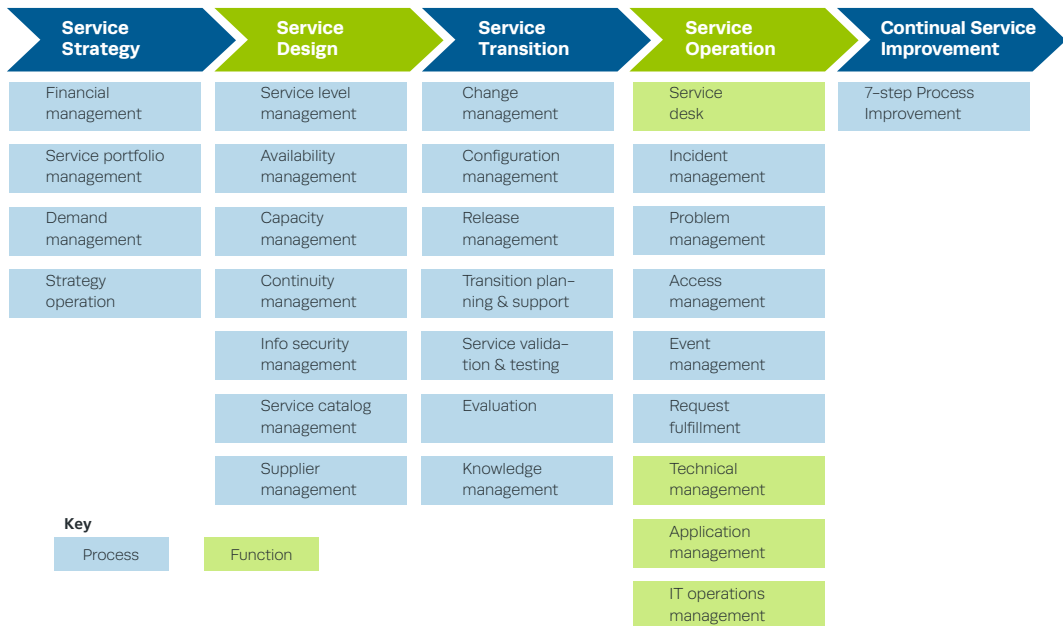 Service
Strategy
Service
Design
Service
Transition
Service
Operation
Continual Service
Improvement
Financial
management
Service portfolio
management
Demand
management
Strategy
operation
Service level
management
Availability
management
Capacity
management
Continuity
management
Info security
management
Service catalog
management
Supplier
management
Change
management
Configuration
management
Release
management
Transition plan-
ning & support
Service valida-
tion & testing
Evaluation
Knowledge
management
Service
desk
Incident
management
Problem
management
Access
management
Event
management
Request
fulfillment
Technical
management
Application
management
IT operations
management
7-step Process
Improvement
Key
Process
Function